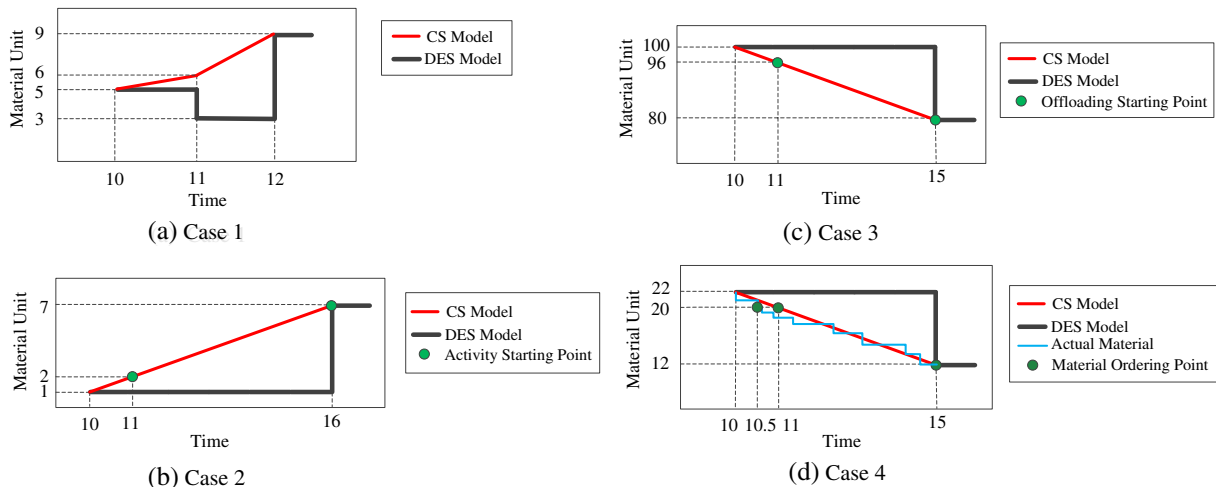 Material Unit
9
6
5
3
10
11
12
Time
CS Model
DES Model
(a) Case 1
Material Unit
100
96
80
10
11
15
Time
CS Model
DES Model
Offloading Starting Point
(c) Case 3
Material Unit
7
2
1
10
11
16
Time
CS Model
DES Model
Activity Starting Point
(b) Case 2
Material Unit
22
20
12
10
10.5
11
15
Time
CS Model
DES Model
Actual Material
Material Ordering Point
(d) Case 4